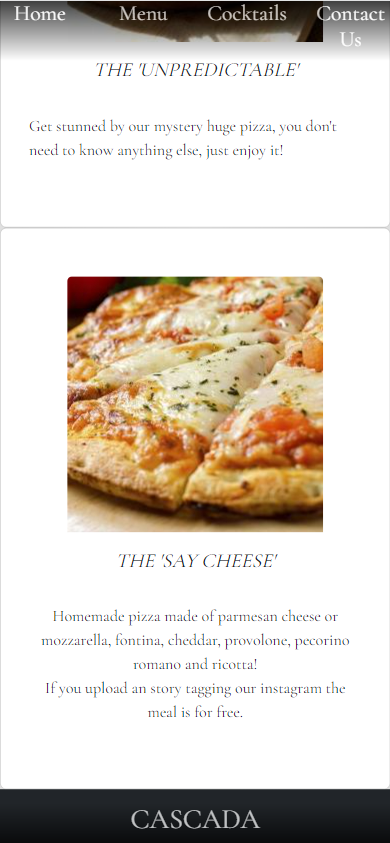 Home Menu Cocktails Contact
Us
THE 'UNPREDICTABLE'
Get stunned by our mystery huge pizza, you don't
need to know anything else, just enjoy it!
THE 'SAY CHEESE'
Homemade pizza made of parmesan cheese or
mozzarella, fontina, cheddar, provolone, pecorino
romano and ricotta!
If you upload an story tagging our instagram the
meal is for free.
CASCADA